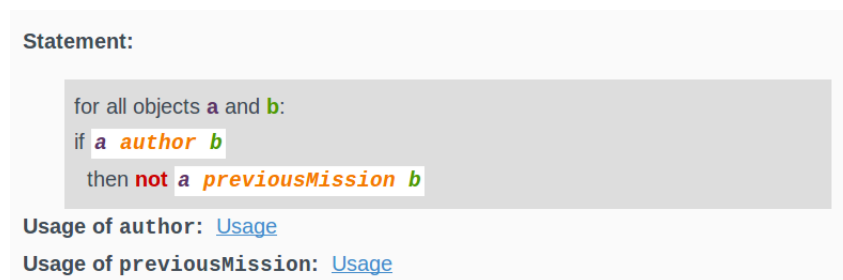 Statement:
for all objects a and b:
if a author b
then not a previousMission b
Usage of author: Usage
Usage of previousMission: Usage